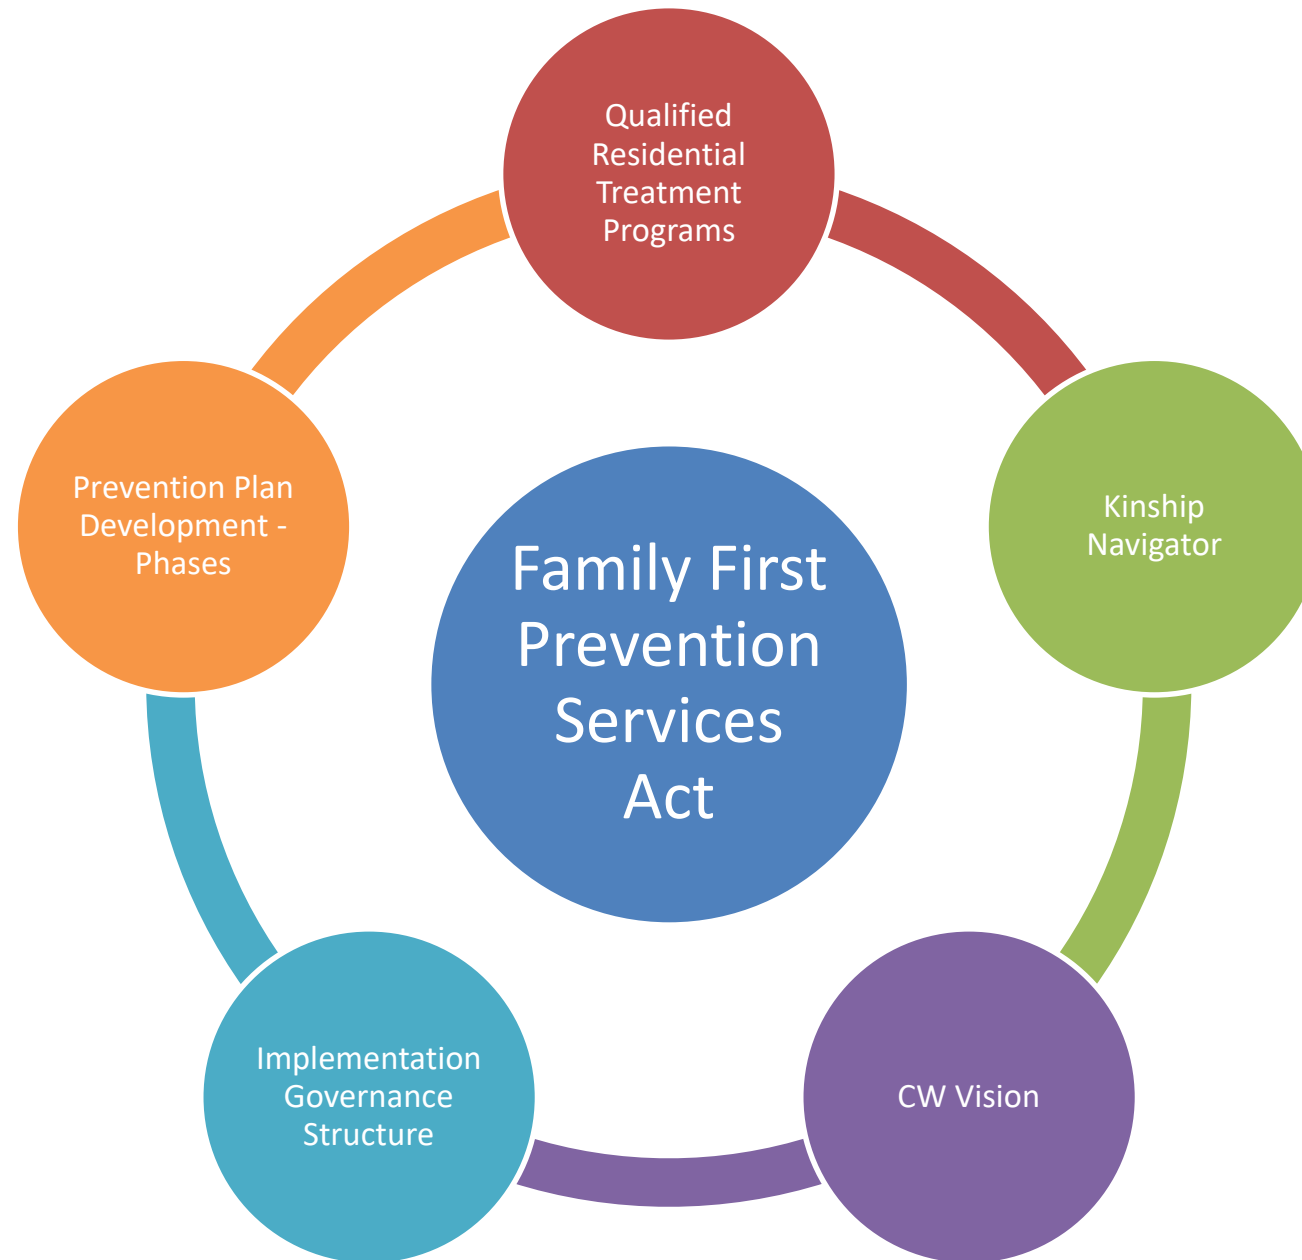 Qualified
Residential
Treatment
Programs
Prevention Plan
Development -
Phases
Kinship
Navigator
Family First
Prevention
Services
Act
Implementation
Governance
Structure
CW Vision